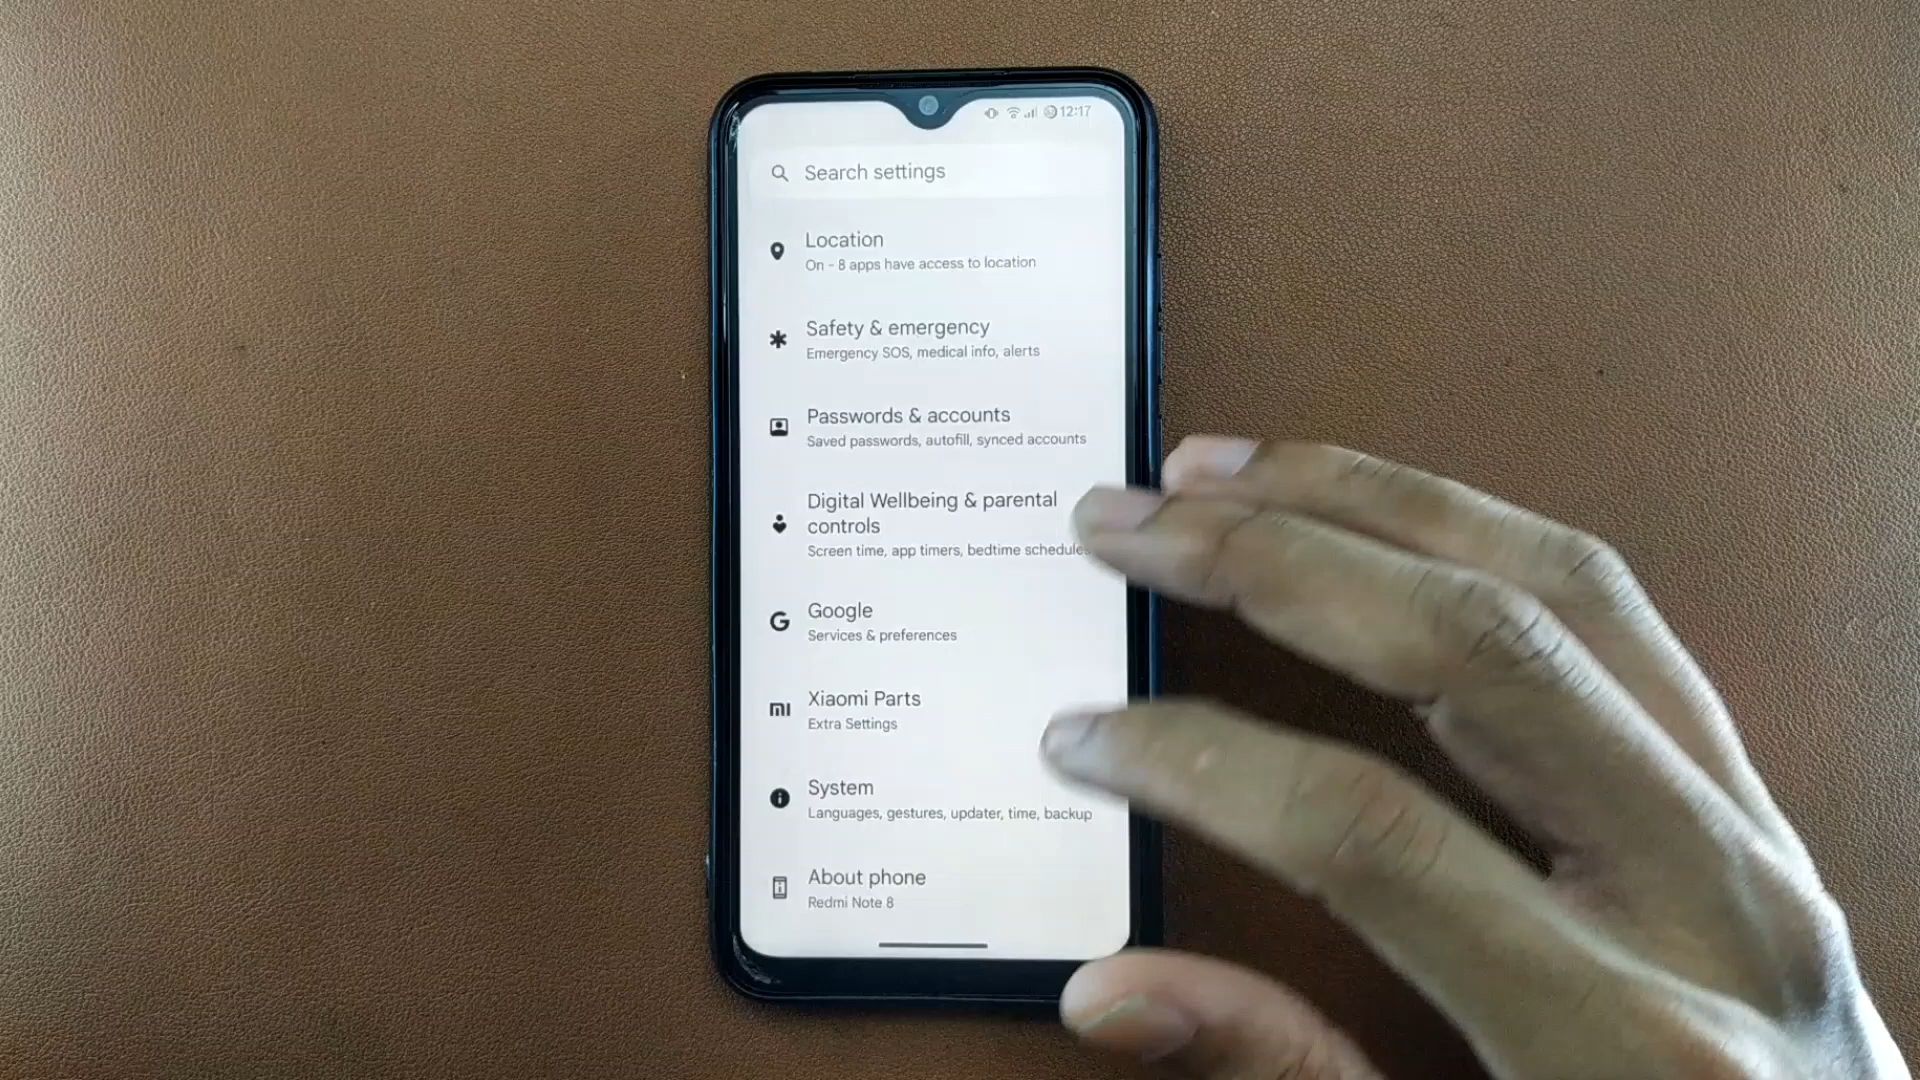 12:17
Search settings
Location
On - 8 apps have access to location
Safety & emergency
Emergency SOS, medical info, alerts
Passwords & accounts
Saved passwords, autofill, synced accounts
Digital Wellbeing & parental
controls
Screen time, app timers, bedtime schedules
G Google
Services & preferences
mi Xiaomi Parts
Extra Settings
System
Languages, gestures, updater, time, backup
About phone
Redmi Note 8